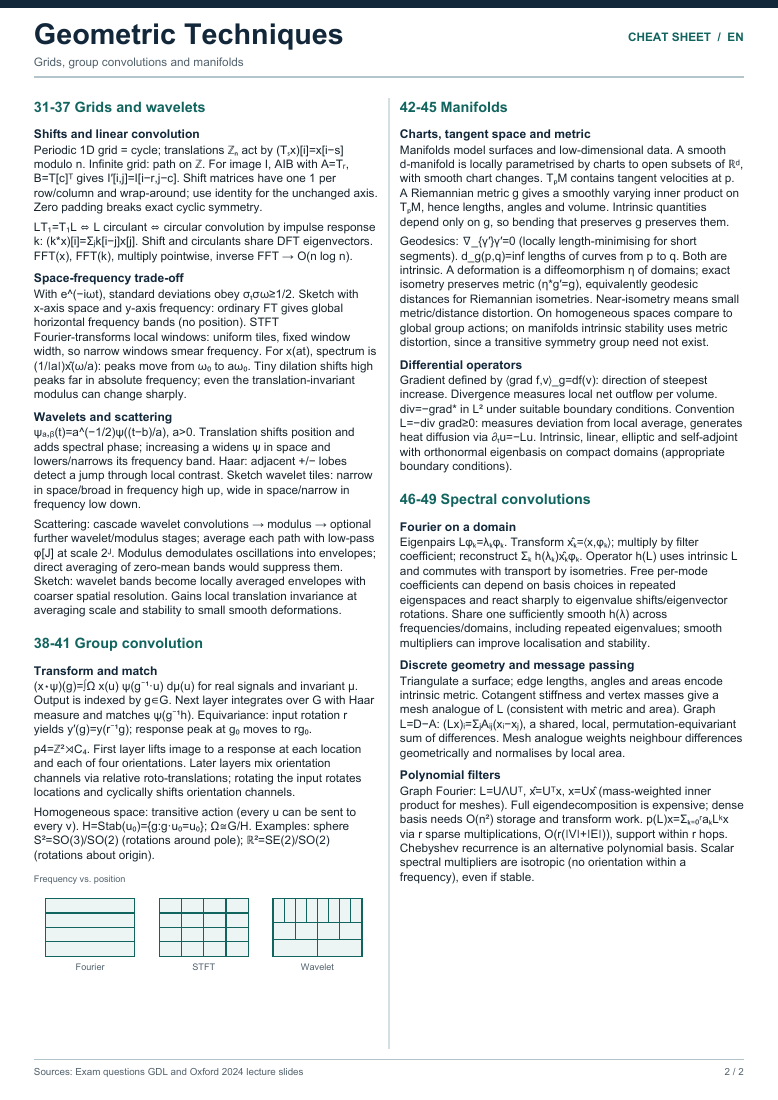 Geometric Techniques
CHEAT SHEET / EN
Grids, group convolutions and manifolds
31-37 Grids and wavelets
Shifts and linear convolution
Periodic 1D grid = cycle; translations ℤₙ act by (Tₛx)[i]=x[i−s]
modulo n. Infinite grid: path on ℤ. For image I, AIB with A=Tᵣ,
B=T[c]ᵀ gives I′[i,j]=I[i−r,j−c]. Shift matrices have one 1 per
row/column and wrap-around; use identity for the unchanged axis.
Zero padding breaks exact cyclic symmetry.
LT₁=T₁L ⇔ L circulant ⇔ circular convolution by impulse response
k: (k*x)[i]=Σⱼk[i−j]x[j]. Shift and circulants share DFT eigenvectors.
FFT(x), FFT(k), multiply pointwise, inverse FFT → O(n log n).
Space-frequency trade-off
With e^(−iωt), standard deviations obey σₜσω≥1/2. Sketch with
x-axis space and y-axis frequency: ordinary FT gives global
horizontal frequency bands (no position). STFT
Fourier-transforms local windows: uniform tiles, fixed window
width, so narrow windows smear frequency. For x(at), spectrum is
(1/|a|)x̂(ω/a): peaks move from ω₀ to aω₀. Tiny dilation shifts high
peaks far in absolute frequency; even the translation-invariant
modulus can change sharply.
Wavelets and scattering
ψₐ,ᵦ(t)=a^(−1/2)ψ((t−b)/a), a>0. Translation shifts position and
adds spectral phase; increasing a widens ψ in space and
lowers/narrows its frequency band. Haar: adjacent +/− lobes
detect a jump through local contrast. Sketch wavelet tiles: narrow
in space/broad in frequency high up, wide in space/narrow in
frequency low down.
Scattering: cascade wavelet convolutions → modulus → optional
further wavelet/modulus stages; average each path with low-pass
φ[J] at scale 2ᴶ. Modulus demodulates oscillations into envelopes;
direct averaging of zero-mean bands would suppress them.
Sketch: wavelet bands become locally averaged envelopes with
coarser spatial resolution. Gains local translation invariance at
averaging scale and stability to small smooth deformations.
38-41 Group convolution
Transform and match
(x⋆ψ)(g)=∫Ω x(u) ψ(g⁻¹·u) dμ(u) for real signals and invariant μ.
Output is indexed by g∈G. Next layer integrates over G with Haar
measure and matches ψ(g⁻¹h). Equivariance: input rotation r
yields y′(g)=y(r⁻¹g); response peak at g₀ moves to rg₀.
p4=ℤ²⋊C₄. First layer lifts image to a response at each location
and each of four orientations. Later layers mix orientation
channels via relative roto-translations; rotating the input rotates
locations and cyclically shifts orientation channels.
Homogeneous space: transitive action (every u can be sent to
every v). H=Stab(u₀)={g:g·u₀=u₀}; Ω≅G/H. Examples: sphere
S²=SO(3)/SO(2) (rotations around pole); ℝ²=SE(2)/SO(2)
(rotations about origin).
Frequency vs. position
Fourier
STFT
Wavelet
42-45 Manifolds
Charts, tangent space and metric
Manifolds model surfaces and low-dimensional data. A smooth
d-manifold is locally parametrised by charts to open subsets of ℝᵈ,
with smooth chart changes. TₚM contains tangent velocities at p.
A Riemannian metric g gives a smoothly varying inner product on
TₚM, hence lengths, angles and volume. Intrinsic quantities
depend only on g, so bending that preserves g preserves them.
Geodesics: ∇_{γ′}γ′=0 (locally length-minimising for short
segments). d_g(p,q)=inf lengths of curves from p to q. Both are
intrinsic. A deformation is a diffeomorphism η of domains; exact
isometry preserves metric (η*g′=g), equivalently geodesic
distances for Riemannian isometries. Near-isometry means small
metric/distance distortion. On homogeneous spaces compare to
global group actions; on manifolds intrinsic stability uses metric
distortion, since a transitive symmetry group need not exist.
Differential operators
Gradient defined by ⟨grad f,v⟩_g=df(v): direction of steepest
increase. Divergence measures local net outflow per volume.
div=−grad* in L² under suitable boundary conditions. Convention
L=−div grad≥0: measures deviation from local average, generates
heat diffusion via ∂ₜu=−Lu. Intrinsic, linear, elliptic and self-adjoint
with orthonormal eigenbasis on compact domains (appropriate
boundary conditions).
46-49 Spectral convolutions
Fourier on a domain
Eigenpairs Lφₖ=λₖφₖ. Transform x̂ₖ=⟨x,φₖ⟩; multiply by filter
coefficient; reconstruct Σₖ h(λₖ)x̂ₖφₖ. Operator h(L) uses intrinsic L
and commutes with transport by isometries. Free per-mode
coefficients can depend on basis choices in repeated
eigenspaces and react sharply to eigenvalue shifts/eigenvector
rotations. Share one sufficiently smooth h(λ) across
frequencies/domains, including repeated eigenvalues; smooth
multipliers can improve localisation and stability.
Discrete geometry and message passing
Triangulate a surface; edge lengths, angles and areas encode
intrinsic metric. Cotangent stiffness and vertex masses give a
mesh analogue of L (consistent with metric and area). Graph
L=D−A: (Lx)ᵢ=ΣⱼAᵢⱼ(xᵢ−xⱼ), a shared, local, permutation-equivariant
sum of differences. Mesh analogue weights neighbour differences
geometrically and normalises by local area.
Polynomial filters
Graph Fourier: L=UΛUᵀ, x̂=Uᵀx, x=Ux̂ (mass-weighted inner
product for meshes). Full eigendecomposition is expensive; dense
basis needs O(n²) storage and transform work. p(L)x=Σₖ₌₀ʳaₖLᵏx
via r sparse multiplications, O(r(|V|+|E|)), support within r hops.
Chebyshev recurrence is an alternative polynomial basis. Scalar
spectral multipliers are isotropic (no orientation within a
frequency), even if stable.
Sources: Exam questions GDL and Oxford 2024 lecture slides
2 / 2